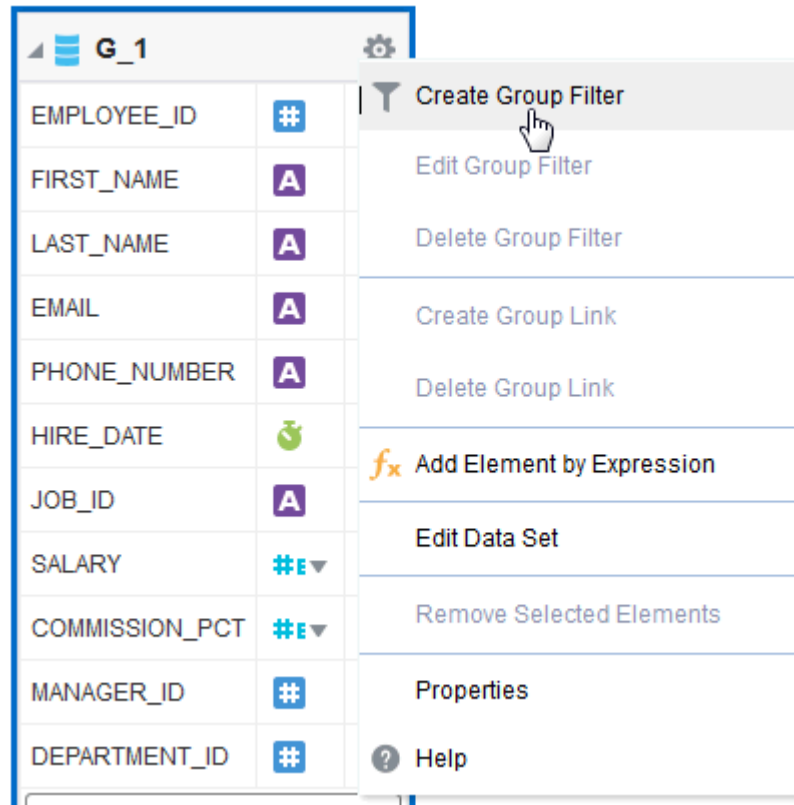 G_1
EMPLOYEE_ID #
FIRST_NAME A
LAST_NAME A
EMAIL A
PHONE_NUMBER A
HIRE_DATE
JOB_ID A
SALARY #E
COMMISSION_PCT #E
MANAGER_ID #
DEPARTMENT_ID #
Create Group Filter
Edit Group Filter
Delete Group Filter
Create Group Link
Delete Group Link
fx Add Element by Expression
Edit Data Set
Remove Selected Elements
Properties
? Help